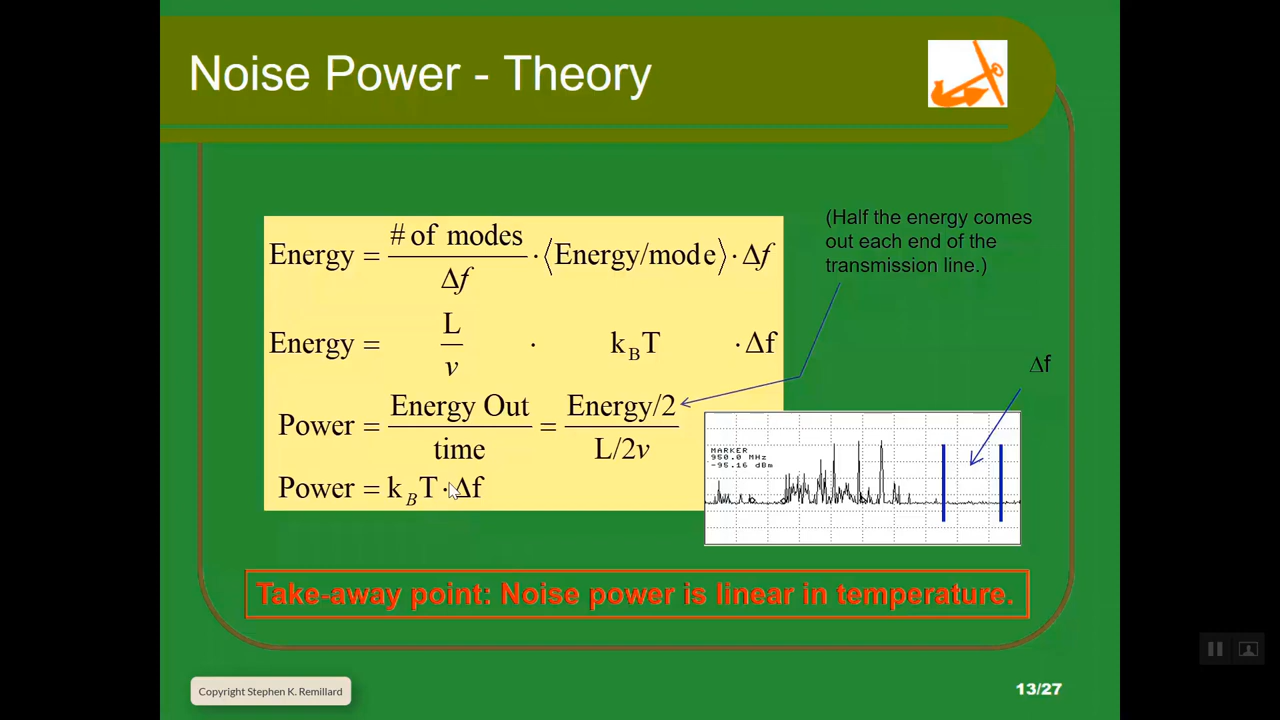 Noise Power - Theory
(Half the energy comes
out each end of the
transmission line.)
Energy = # of modes / Δf · ⟨Energy/mode⟩ · Δf
Energy = L / v · k_B T · Δf
Power = Energy Out / time = Energy/2 / L/2v
Power = k_B T · Δf
Δf
MARKER
950.0 MHz
-95.16 dBm
Take-away point: Noise power is linear in temperature.
Copyright Stephen K. Remillard
13/27